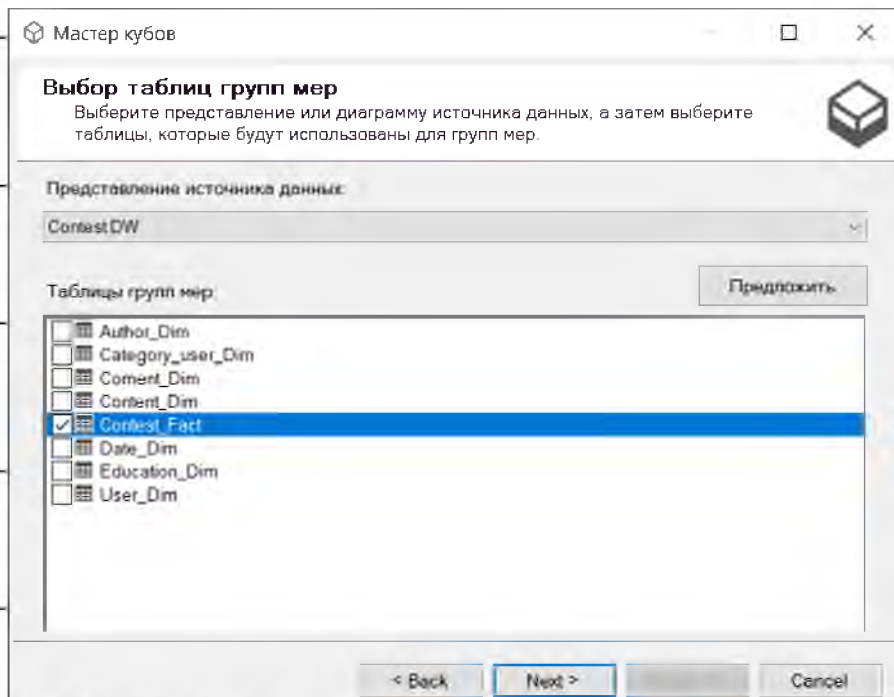 Мастер кубов
Выбор таблиц групп мер
Выберите представление или диаграмму источника данных, а затем выберите
таблицы, которые будут использованы для групп мер.
Представление источника данных:
Contest DW
Таблицы групп мер:
Предложить
Author_Dim
Category_user_Dim
Coment_Dim
Content_Dim
Contest_Fact
Date_Dim
Education_Dim
User_Dim
< Back
Next >
Cancel